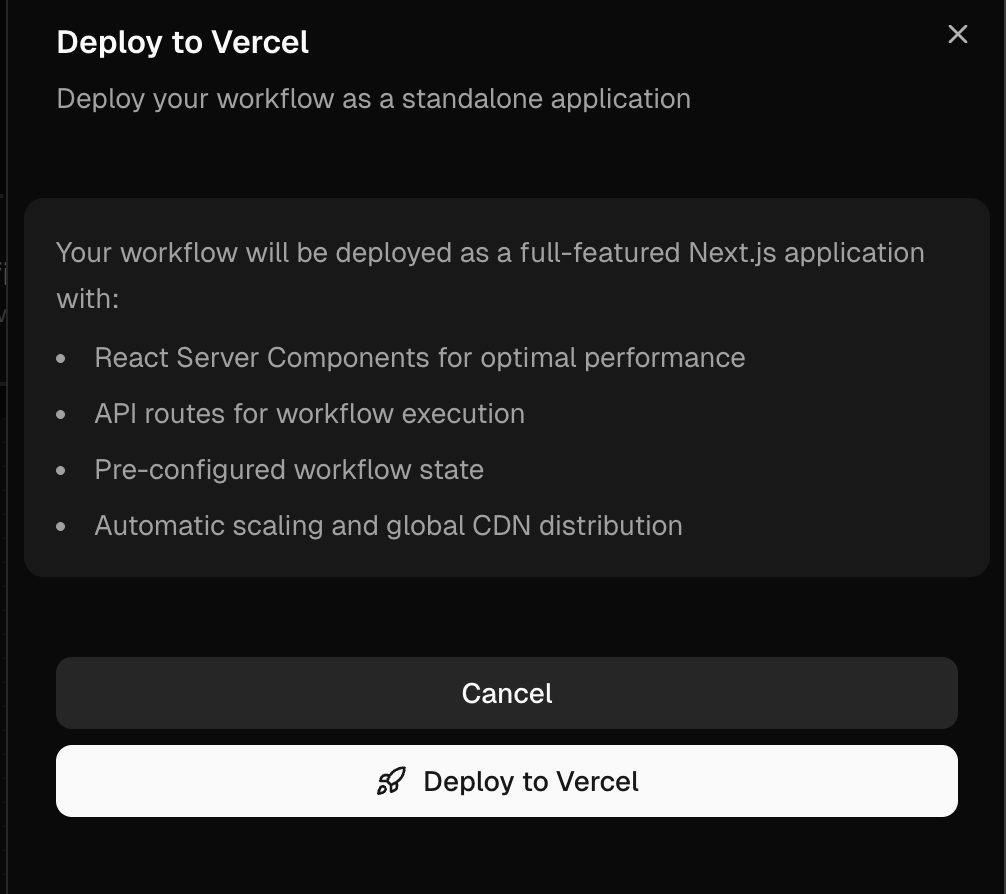 Deploy to Vercel
Deploy your workflow as a standalone application
Your workflow will be deployed as a full-featured Next.js application
with:
• React Server Components for optimal performance
• API routes for workflow execution
• Pre-configured workflow state
• Automatic scaling and global CDN distribution
Cancel
Deploy to Vercel